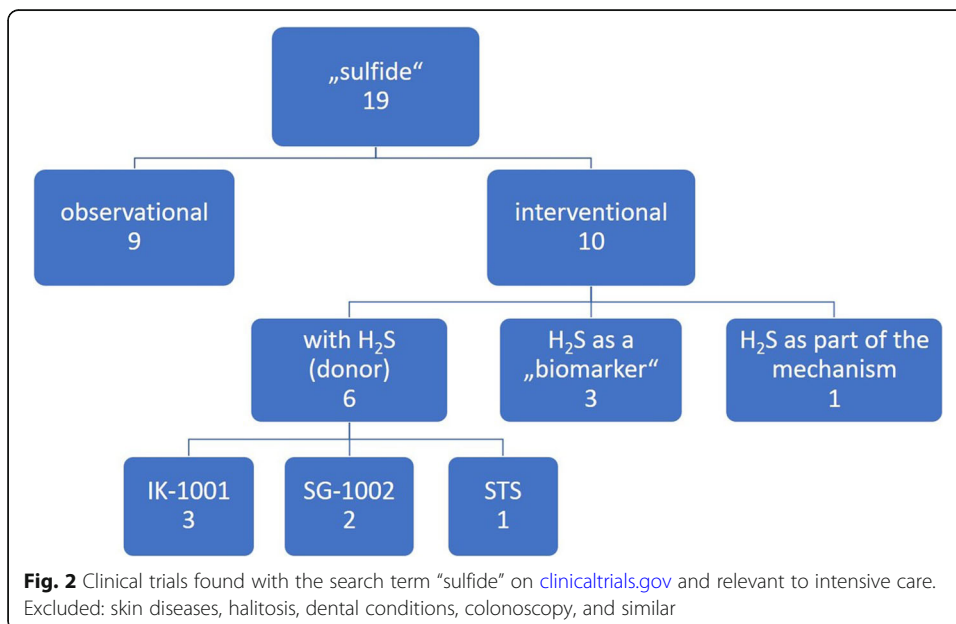 „sulfide“
19
observational
9
interventional
10
with H₂S
(donor)
6
H₂S as a
„biomarker“
3
H₂S as part of the
mechanism
1
IK-1001
3
SG-1002
2
STS
1
Fig. 2 Clinical trials found with the search term “sulfide” on clinicaltrials.gov and relevant to intensive care.
Excluded: skin diseases, halitosis, dental conditions, colonoscopy, and similar